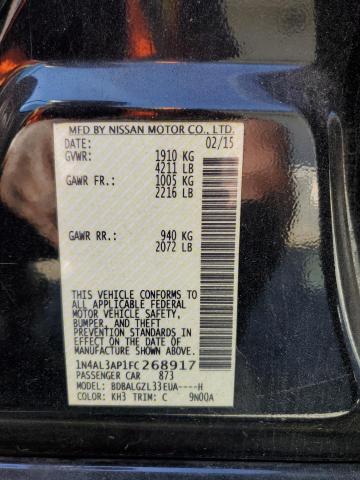 MFD BY NISSAN MOTOR CO., LTD.
DATE: 02/15
GVWR: 1910 KG
4211 LB
GAWR FR.: 1005 KG
2216 LB
GAWR RR.: 940 KG
2072 LB
THIS VEHICLE CONFORMS TO
ALL APPLICABLE FEDERAL
MOTOR VEHICLE SAFETY,
BUMPER, AND THEFT
PREVENTION STANDARDS IN
EFFECT ON THE DATE OF
MANUFACTURE SHOWN ABOVE.
1N4AL3AP1FC268917
PASSENGER CAR 873
MODEL: BDBALGZL33EUA----H
COLOR: KH3 TRIM: C 9N00A